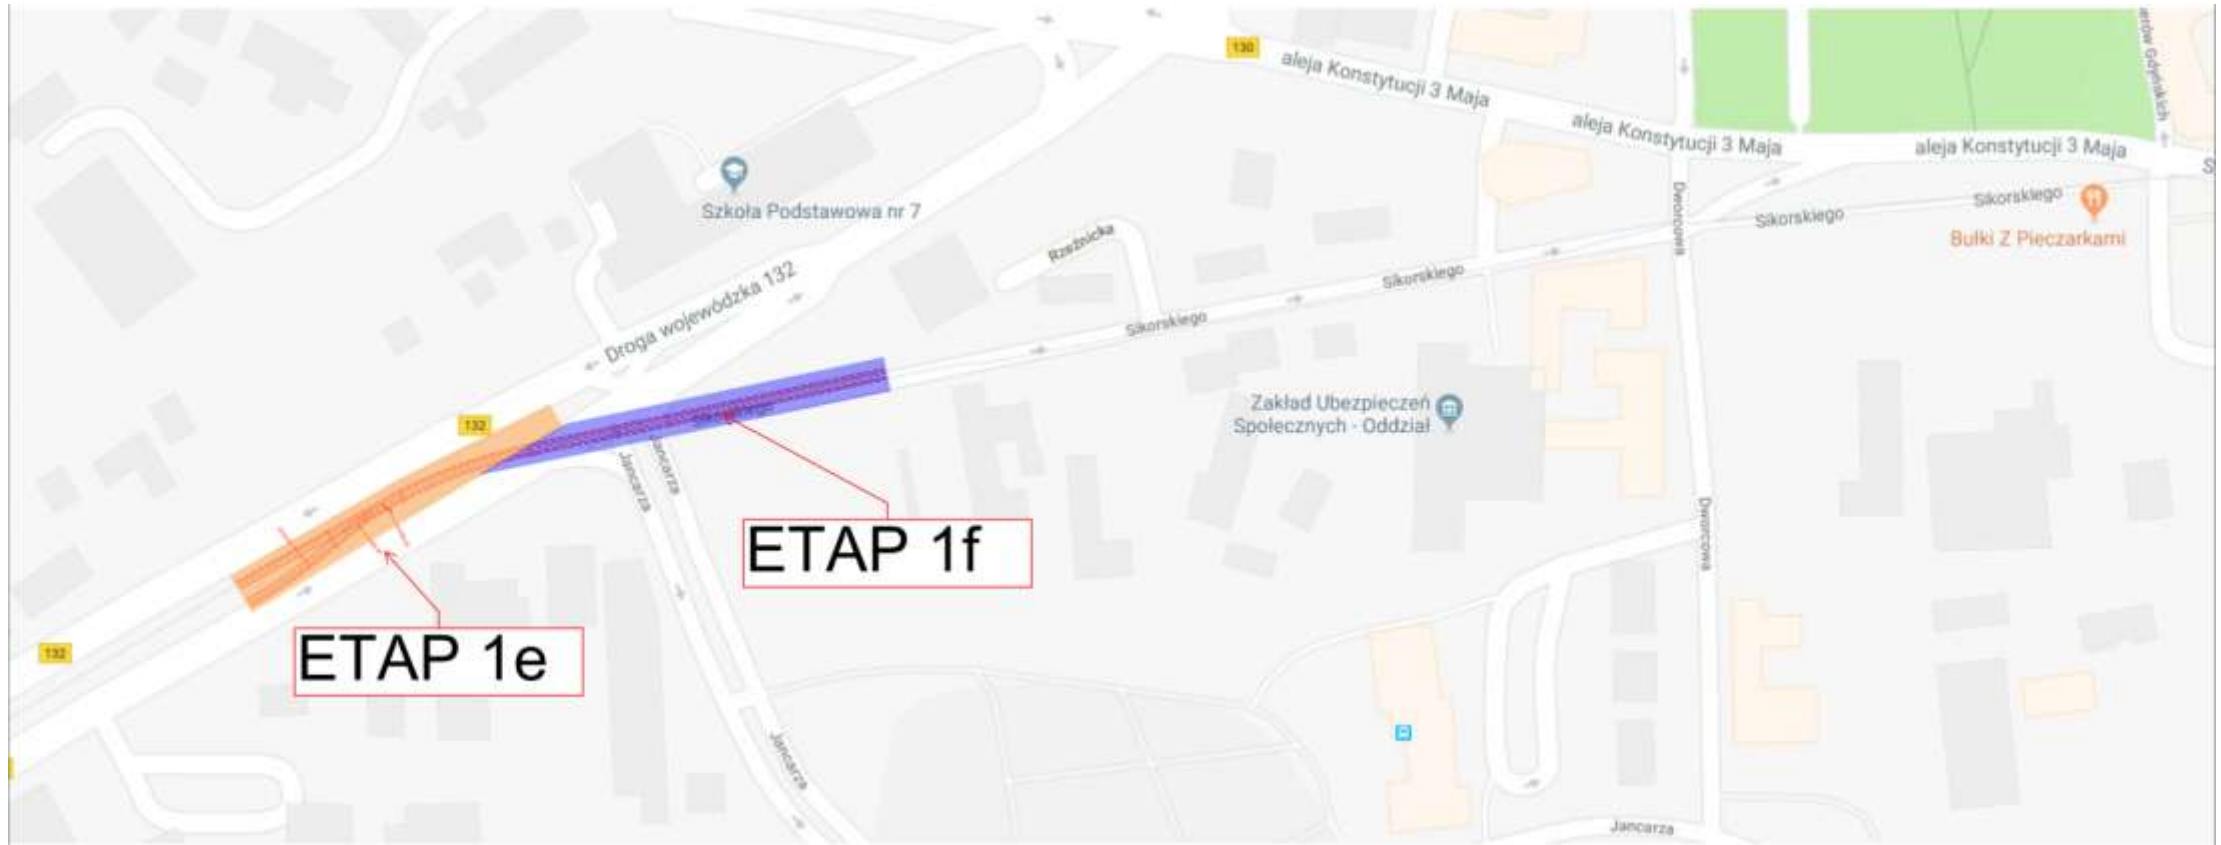 130
aleja Konstytucji 3 Maja
aleja Konstytucji 3 Maja
aleja Konstytucji 3 Maja
Gdyńskich
Szkoła Podstawowa nr 7
Rzeźnicka
Dworcowa
Sikorskiego
Sikorskiego
Bułki Z Pieczarkami
Droga wojewódzka 132
Sikorskiego
Sikorskiego
132
Zakład Ubezpieczeń
Społecznych - Oddział
Jancarza
Jancarza
ETAP 1f
Dworcowa
ETAP 1e
132
Jancarza
Jancarza